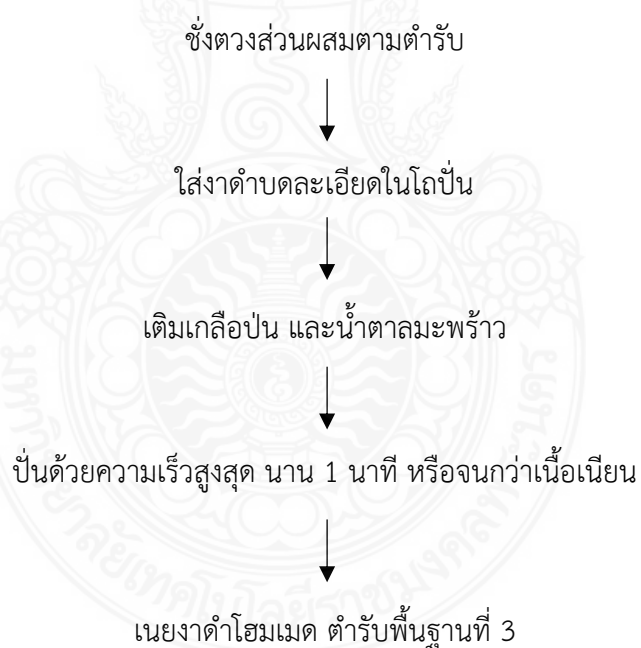 ชั่งตวงส่วนผสมตามตำรับ
ใส่งาดำบดละเอียดในโถปั่น
เติมเกลือป่น และน้ำตาลมะพร้าว
ปั่นด้วยความเร็วสูงสุด นาน 1 นาที หรือจนกว่าเนื้อเนียน
เนยงาดำโฮมเมด ตำรับพื้นฐานที่ 3